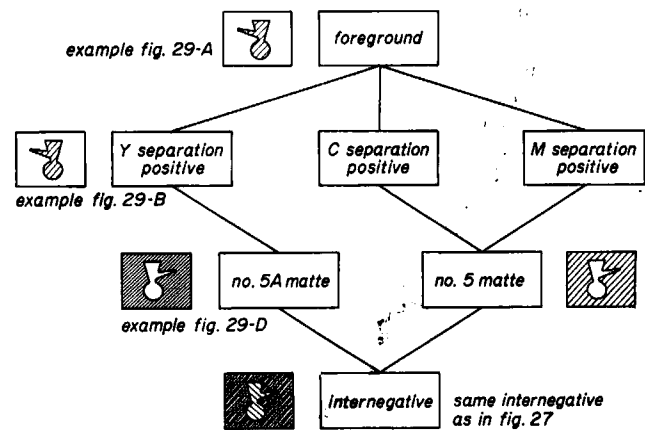 example fig. 29-A
foreground
Y separation
positive
C separation
positive
M separation
positive
example fig. 29-B
no. 5A matte
no. 5 matte
example fig. 29-D
internegative
same internegative
as in fig. 27